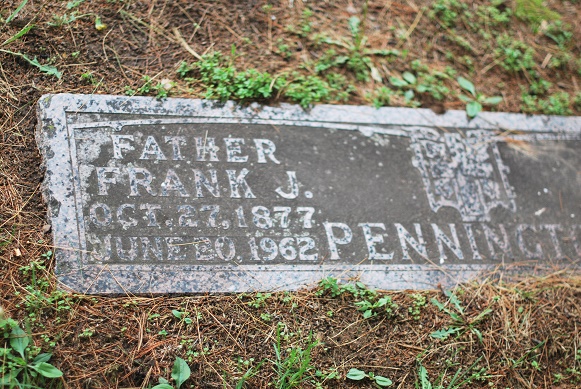 FATHER
FRANK J.
OCT. 27, 1877
JUNE 20, 1962
PENNINGT